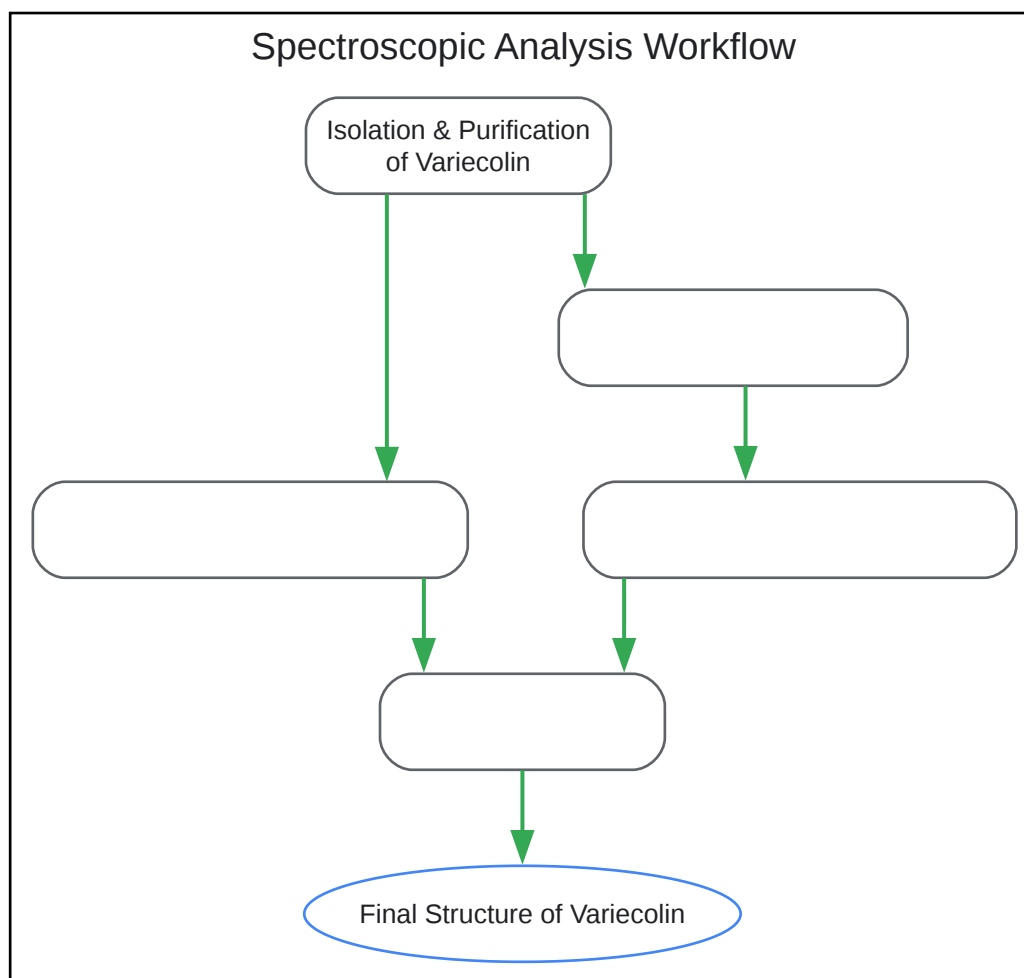 Spectroscopic Analysis Workflow
Isolation & Purification
of Variecolin
Final Structure of Variecolin